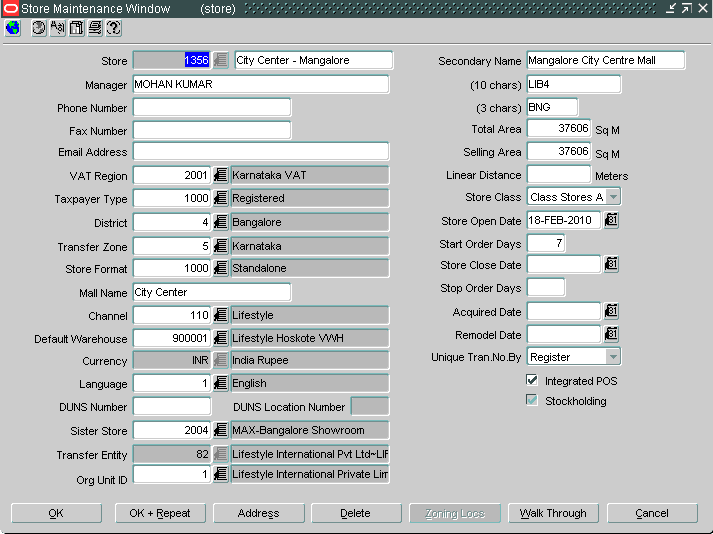 Store Maintenance Window (store)
Store 1356 City Center - Mangalore
Secondary Name Mangalore City Centre Mall
Manager MOHAN KUMAR
(10 chars) LIB4
Phone Number
(3 chars) BNG
Fax Number
Total Area 37606 Sq M
Email Address
Selling Area 37606 Sq M
VAT Region 2001 Karnataka VAT
Linear Distance Meters
Taxpayer Type 1000 Registered
Store Class Class Stores A
District 4 Bangalore
Store Open Date 18-FEB-2010
Transfer Zone 5 Karnataka
Start Order Days 7
Store Format 1000 Standalone
Store Close Date
Mall Name City Center
Stop Order Days
Channel 110 Lifestyle
Acquired Date
Default Warehouse 900001 Lifestyle Hoskote WH
Remodel Date
Currency INR India Rupee
Unique Tran.No.By Register
Language 1 English
Integrated POS
DUNS Number DUNS Location Number
Stockholding
Sister Store 2004 MAX-Bangalore Showroom
Transfer Entity 82 Lifestyle International Pvt Ltd~LIF
Org Unit ID 1 Lifestyle International Private Lim
OK OK + Repeat Address Delete Zoning Locs Walk Through Cancel